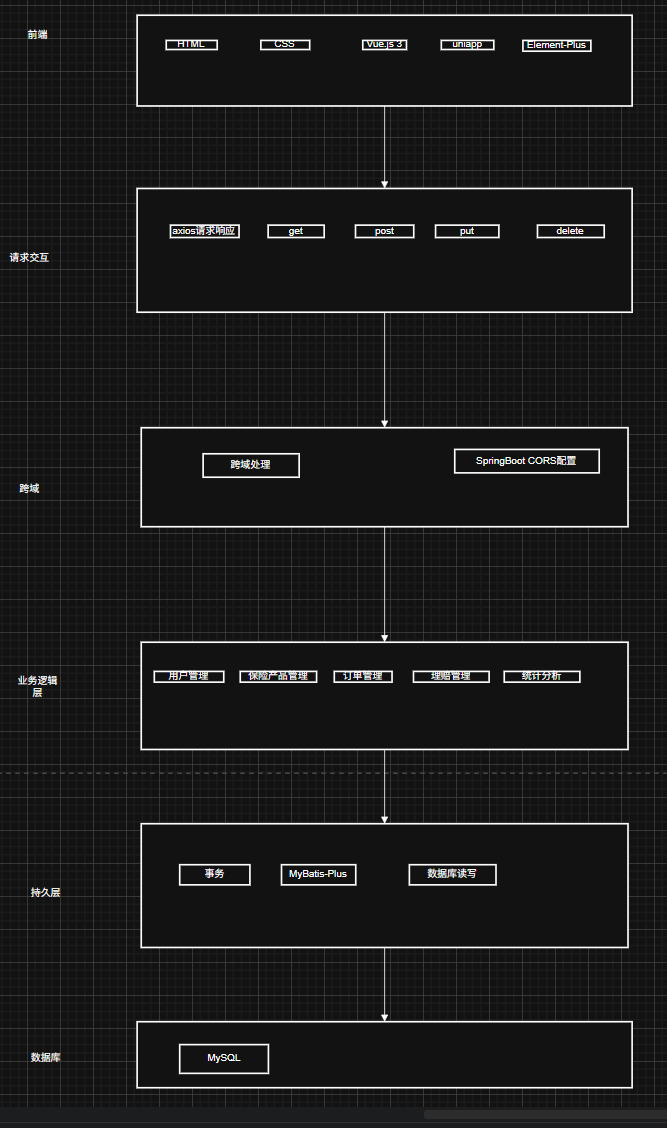 前端
HTML
CSS
Vue.js 3
uniapp
Element-Plus
请求交互
axios请求响应
get
post
put
delete
跨域
跨域处理
SpringBoot CORS配置
业务逻辑
层
用户管理
保险产品管理
订单管理
理赔管理
统计分析
持久层
事务
MyBatis-Plus
数据库读写
数据库
MySQL